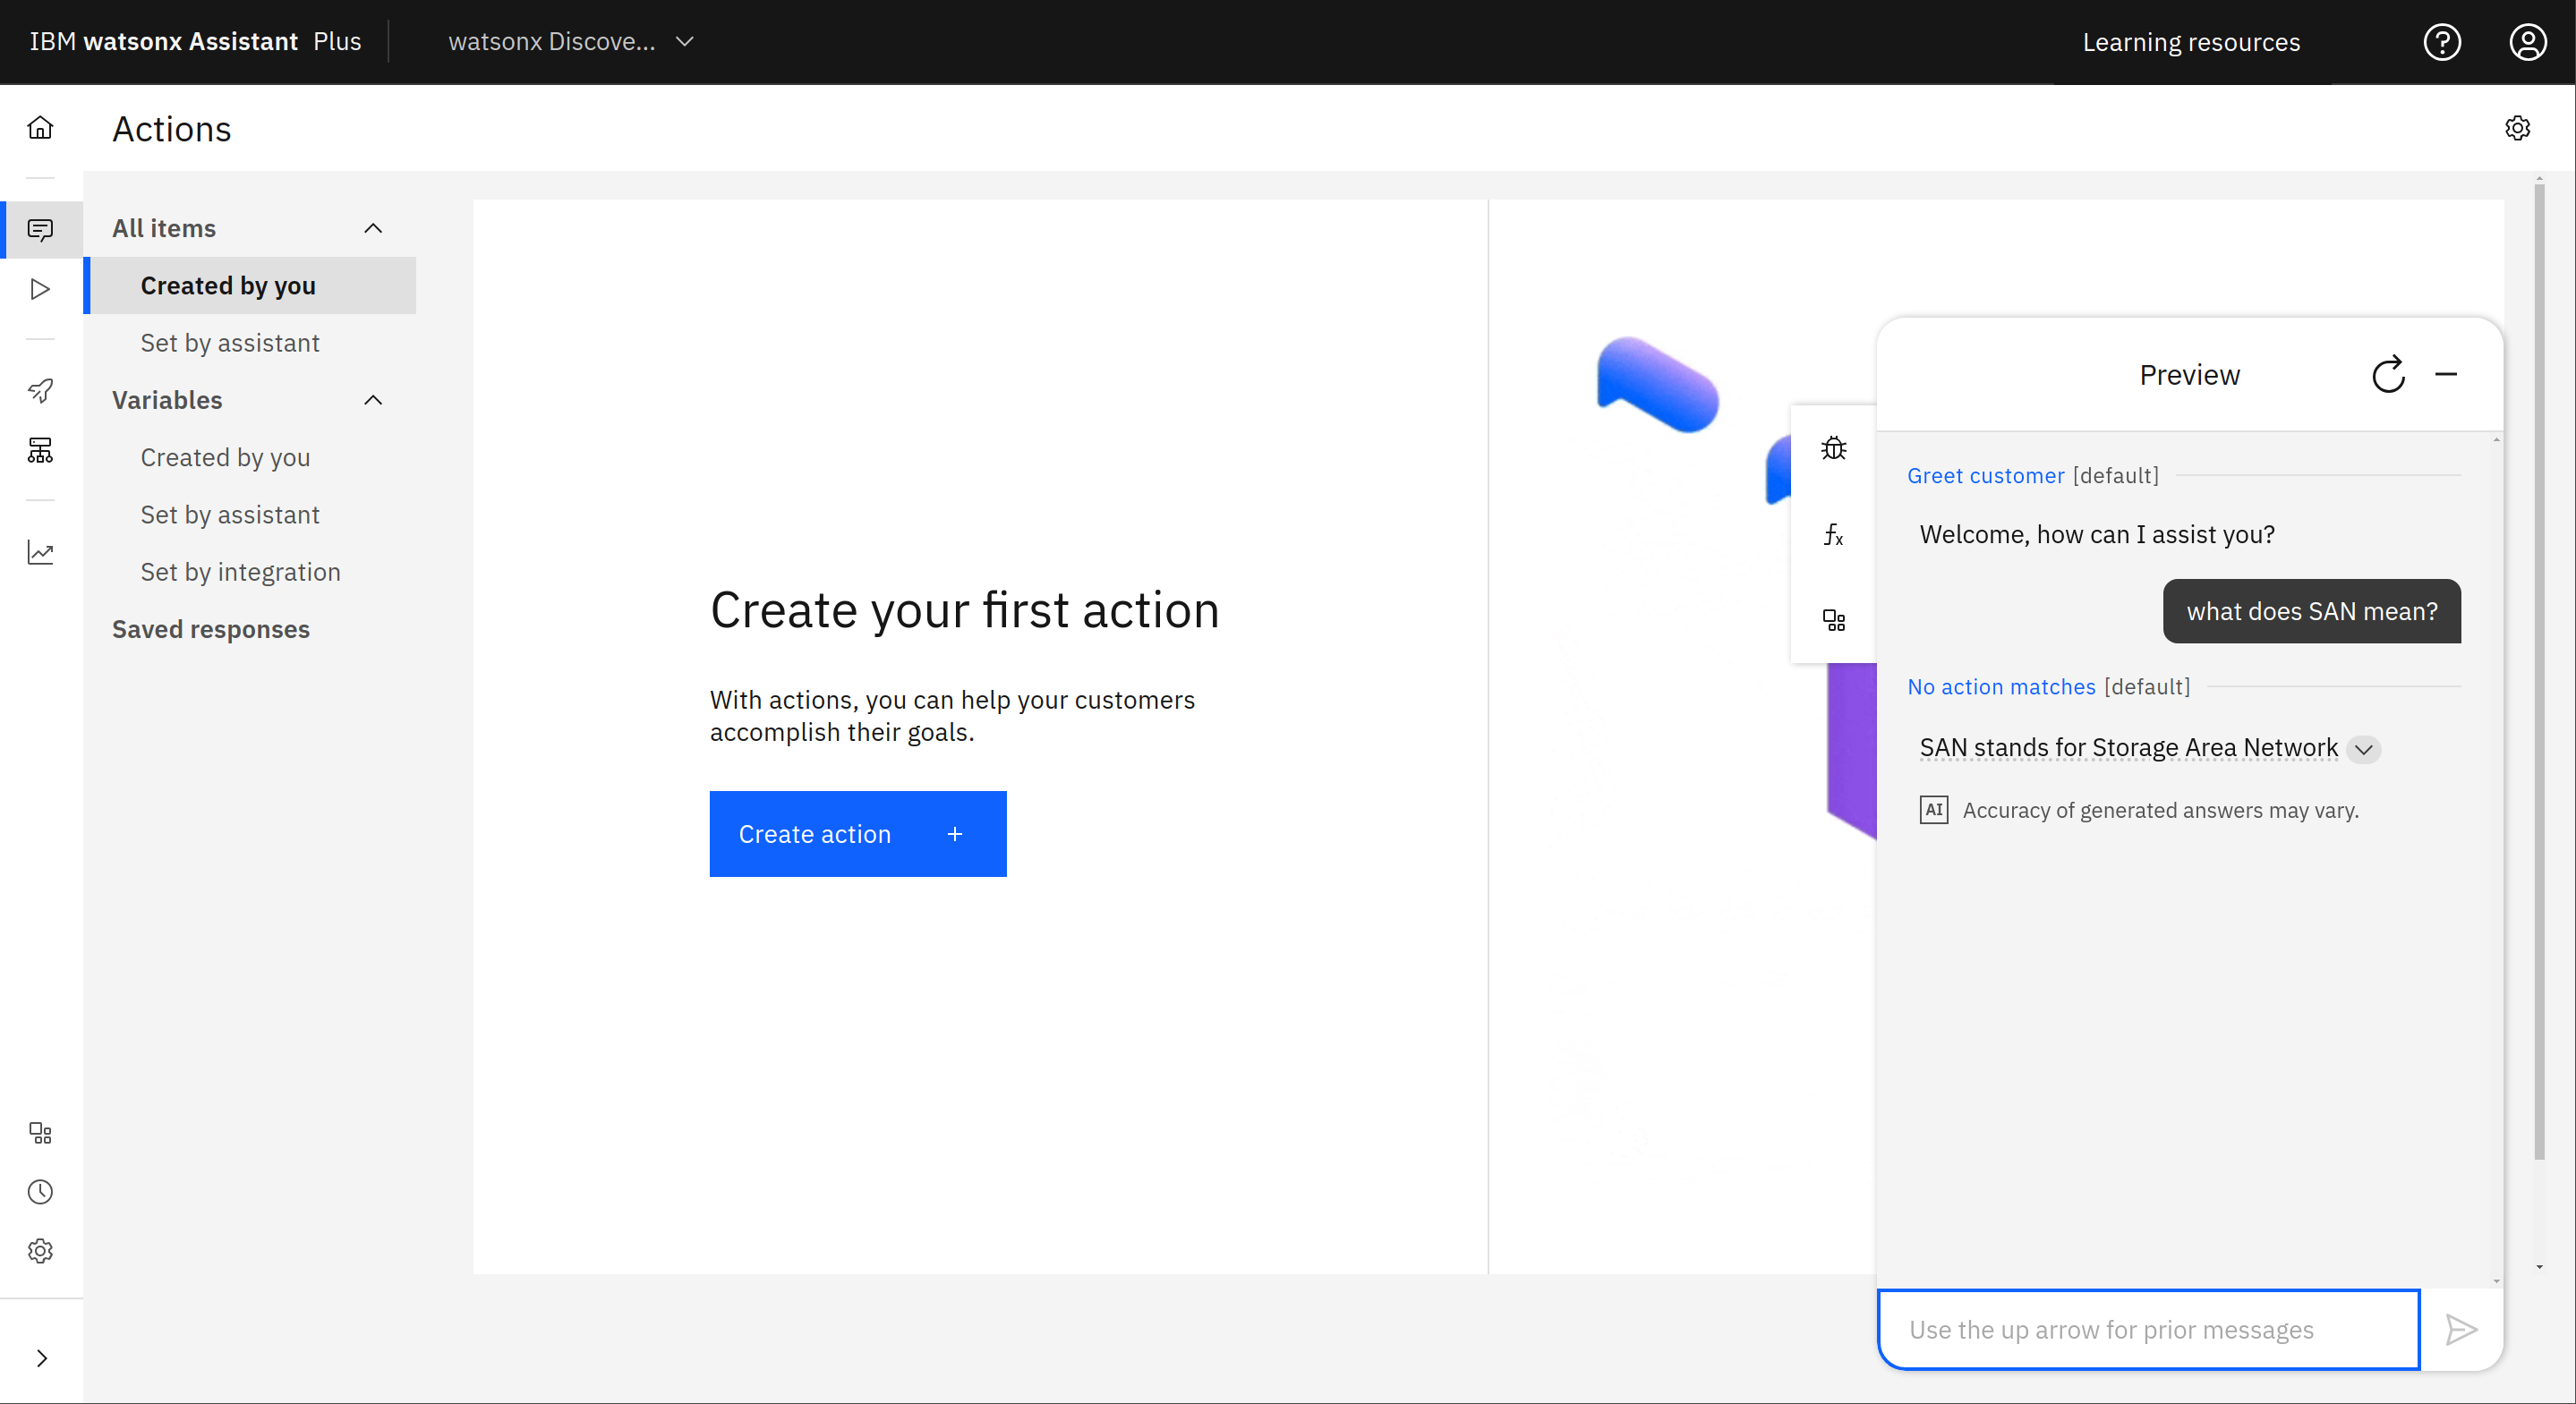 IBM watsonx Assistant Plus
watsonx Discove...
Learning resources
Actions
All items
Created by you
Set by assistant
Variables
Created by you
Set by assistant
Set by integration
Saved responses
Create your first action
With actions, you can help your customers
accomplish their goals.
Create action
Preview
Greet customer [default]
Welcome, how can I assist you?
what does SAN mean?
No action matches [default]
SAN stands for Storage Area Network
AI Accuracy of generated answers may vary.
Use the up arrow for prior messages